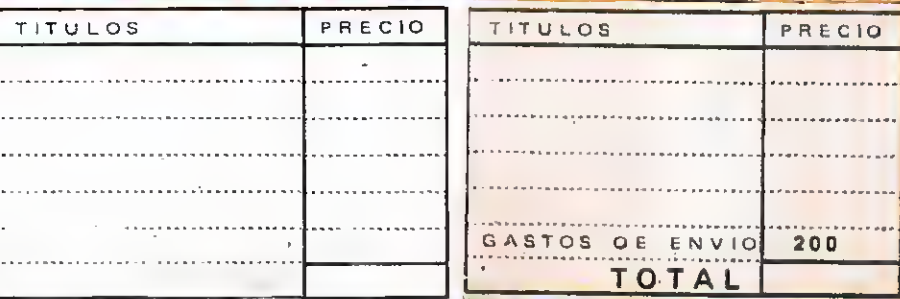 TITULOS PRECIO
TITULOS PRECIO
GASTOS DE ENVIO 200
TOTAL